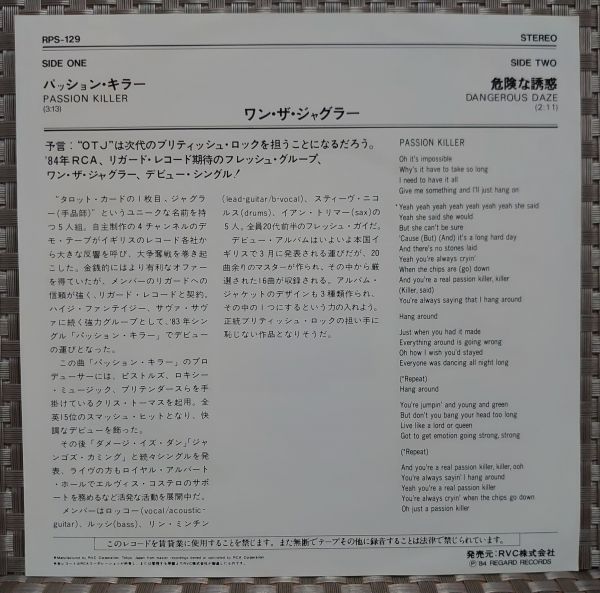 RPS-129
STEREO
SIDE ONE
パッション・キラー
PASSION KILLER
(3:13)
SIDE TWO
危険な誘惑
DANGEROUS DAZE
(2:11)
ワン・ザ・ジャグラー
予言:“OTJ”は次代のブリティッシュ・ロックを担うことになるだろう。
'84年RCA、リガード・レコード期待のフレッシュ・グループ、
ワン・ザ・ジャグラー、デビュー・シングル!
“タロット・カードの1枚目、ジャグラ
ー(手品師)”というユニークな名前を持
つ5人組。自主制作の4チャンネルのデ
モ・テープがイギリスのレコード各社か
ら大きな反響を呼び、大争奪戦を巻き起
こした。金銭的にはより有利なオファー
を得ていたが、メンバーのリガードへの
信頼が強く、リガード・レコードと契約。
ハイジ・ファンテイジー、サヴァ・サヴ
ァに続く強力グループとして、'83年シン
グル「パッション・キラー」でデビュー
の運びとなった。
この曲「パッション・キラー」のプロ
デューサーには、ピストルズ、ロキシー
・ミュージック、プリテンダースらを手
掛けているクリス・トーマスを起用。全
英15位のスマッシュ・ヒットとなり、快
調なデビューを飾った。
その後「ダメージ・イズ・ダン」「ジャ
ンゴズ・カミング」と続々シングルを発
表、ライヴの方もロイヤル・アルバート
・ホールでエルヴィス・コステロのサポ
ートを務めるなど活発な活動を展開中だ。
メンバーはロッコー(vocal/acoustic-
guitar)、ルッシ(bass)、リン・ミンチン
(lead-guitar/b-vocal)、スティーヴ・ニコ
ルス(drums)、イアン・トリマー(sax)の
5人。全員20代前半のフレッシュ・ガイだ。
デビュー・アルバムはいよいよ本国イ
ギリスで3月に発表される運びだが、20
曲余りのマスターが作られ、その中から厳
選された16曲が収録される。アルバム・
ジャケットのデザインも3種類作られ、
その中の1つにするという力の入れよう。
正統ブリティッシュ・ロックの担い手に
恥じない作品となりそうだ。
PASSION KILLER
Oh it's impossible
Why's it have to take so long
I need to have it all
Give me something and I'll just hang on
*Yeah yeah yeah yeah yeah yeah yeah she said
Yeah she said she would
But she can't be sure
'Cause (But) (And) it's a long hard day
And there's no stones laid
Yeah you're always cryin'
When the chips are (go) down
And you're a real passion killer, killer
(Killer, said)
You're always saying that I hang around
Hang around
Just when you had it made
Everything around is going wrong
Oh how I wish you'd stayed
Everyone was dancing all night long
(*Repeat)
Hang around
You're jumpin' and young and green
But don't you bang your head too long
Live like a lord or queen
Got to get emotion going strong, strong
(*Repeat)
And you're a real passion killer, killer, ooh
You're always sayin' I hang around
Yeah you're a real passion killer
You're always cryin' when the chips go down
Oh just a passion killer
このレコードを賃貸業に使用することを禁じます。また無断でテープその他に録音することは法律で禁じられています。
発売元:RVC株式会社
Ⓟ84 REGARD RECORDS